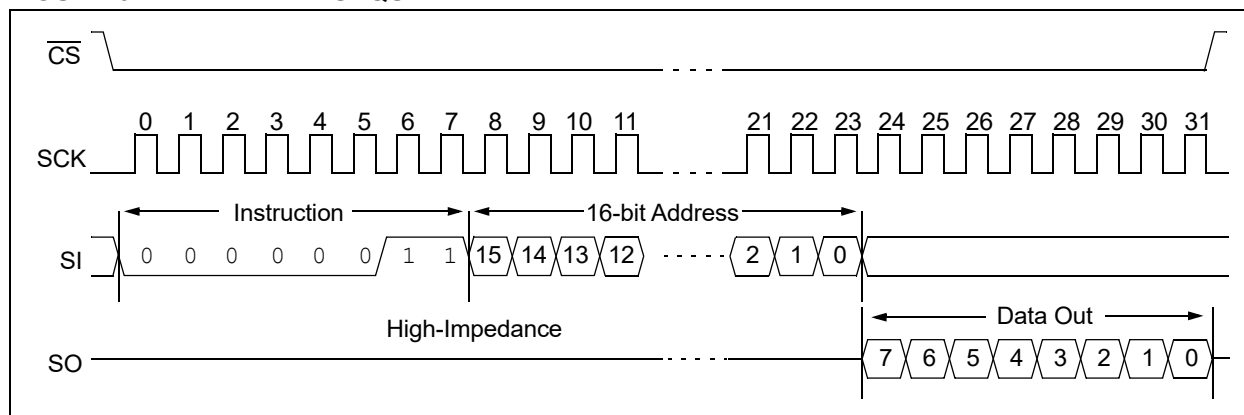 CS
0 1 2 3 4 5 6 7 8 9 10 11 21 22 23 24 25 26 27 28 29 30 31
SCK
Instruction 16-bit Address
SI 0 0 0 0 0 0 1 1 15 14 13 12 2 1 0
High-Impedance Data Out
SO 7 6 5 4 3 2 1 0